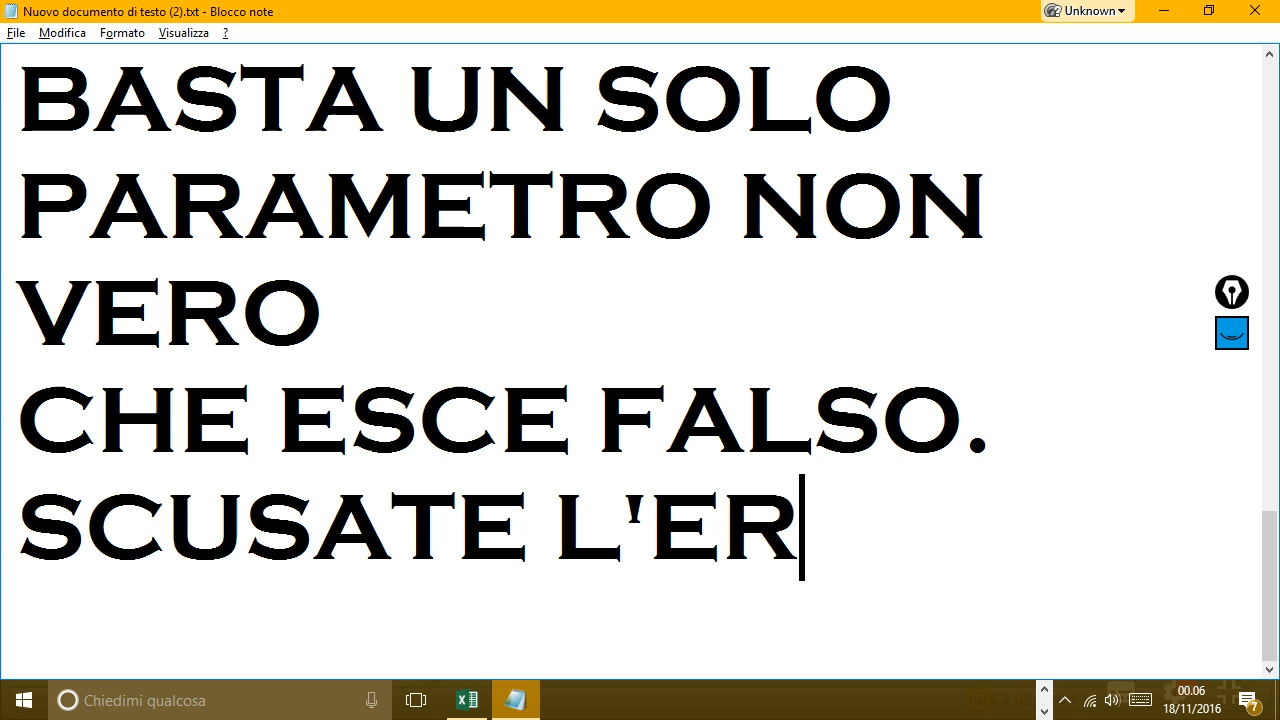 Nuovo documento di testo (2).txt - Blocco note
Unknown
File Modifica Formato Visualizza ?
BASTA UN SOLO
PARAMETRO NON
VERO
CHE ESCE FALSO.
SCUSATE L'ER
Chiedimi qualcosa
00.06
18/11/2016
7